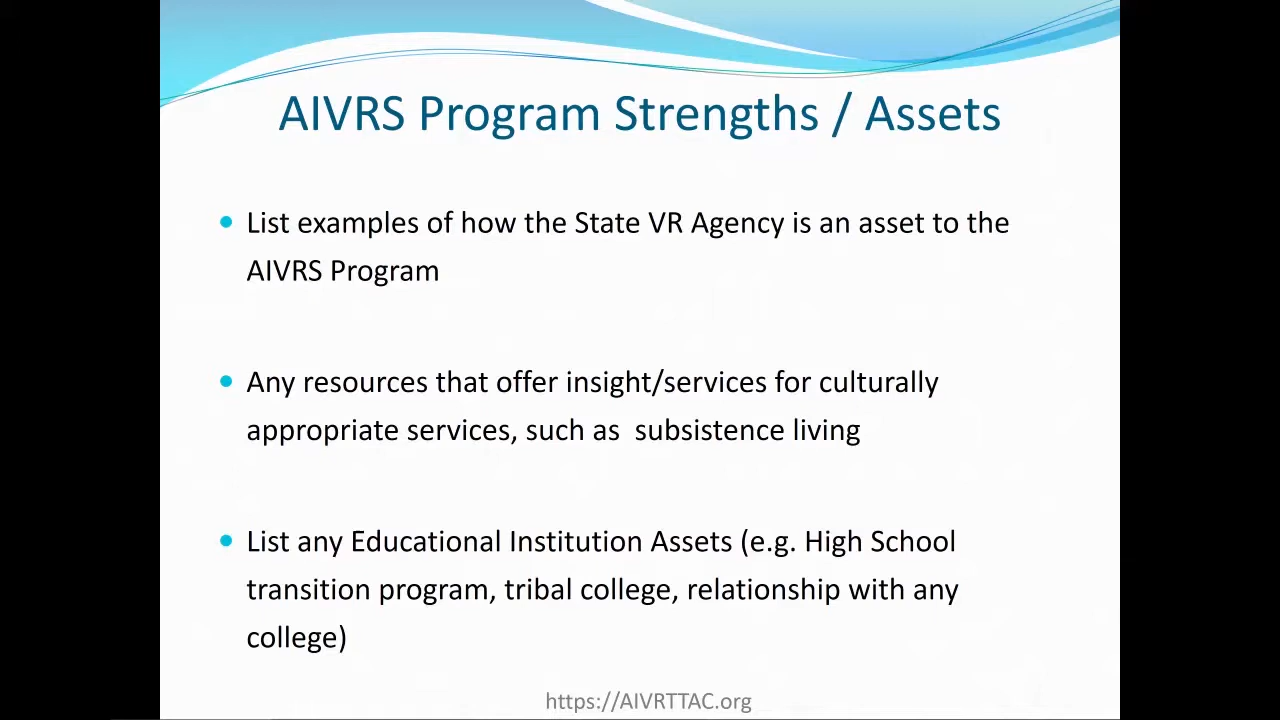 AIVRS Program Strengths / Assets
List examples of how the State VR Agency is an asset to the
AIVRS Program
Any resources that offer insight/services for culturally
appropriate services, such as  subsistence living
List any Educational Institution Assets (e.g. High School
transition program, tribal college, relationship with any
college)
https://AIVRTTAC.org